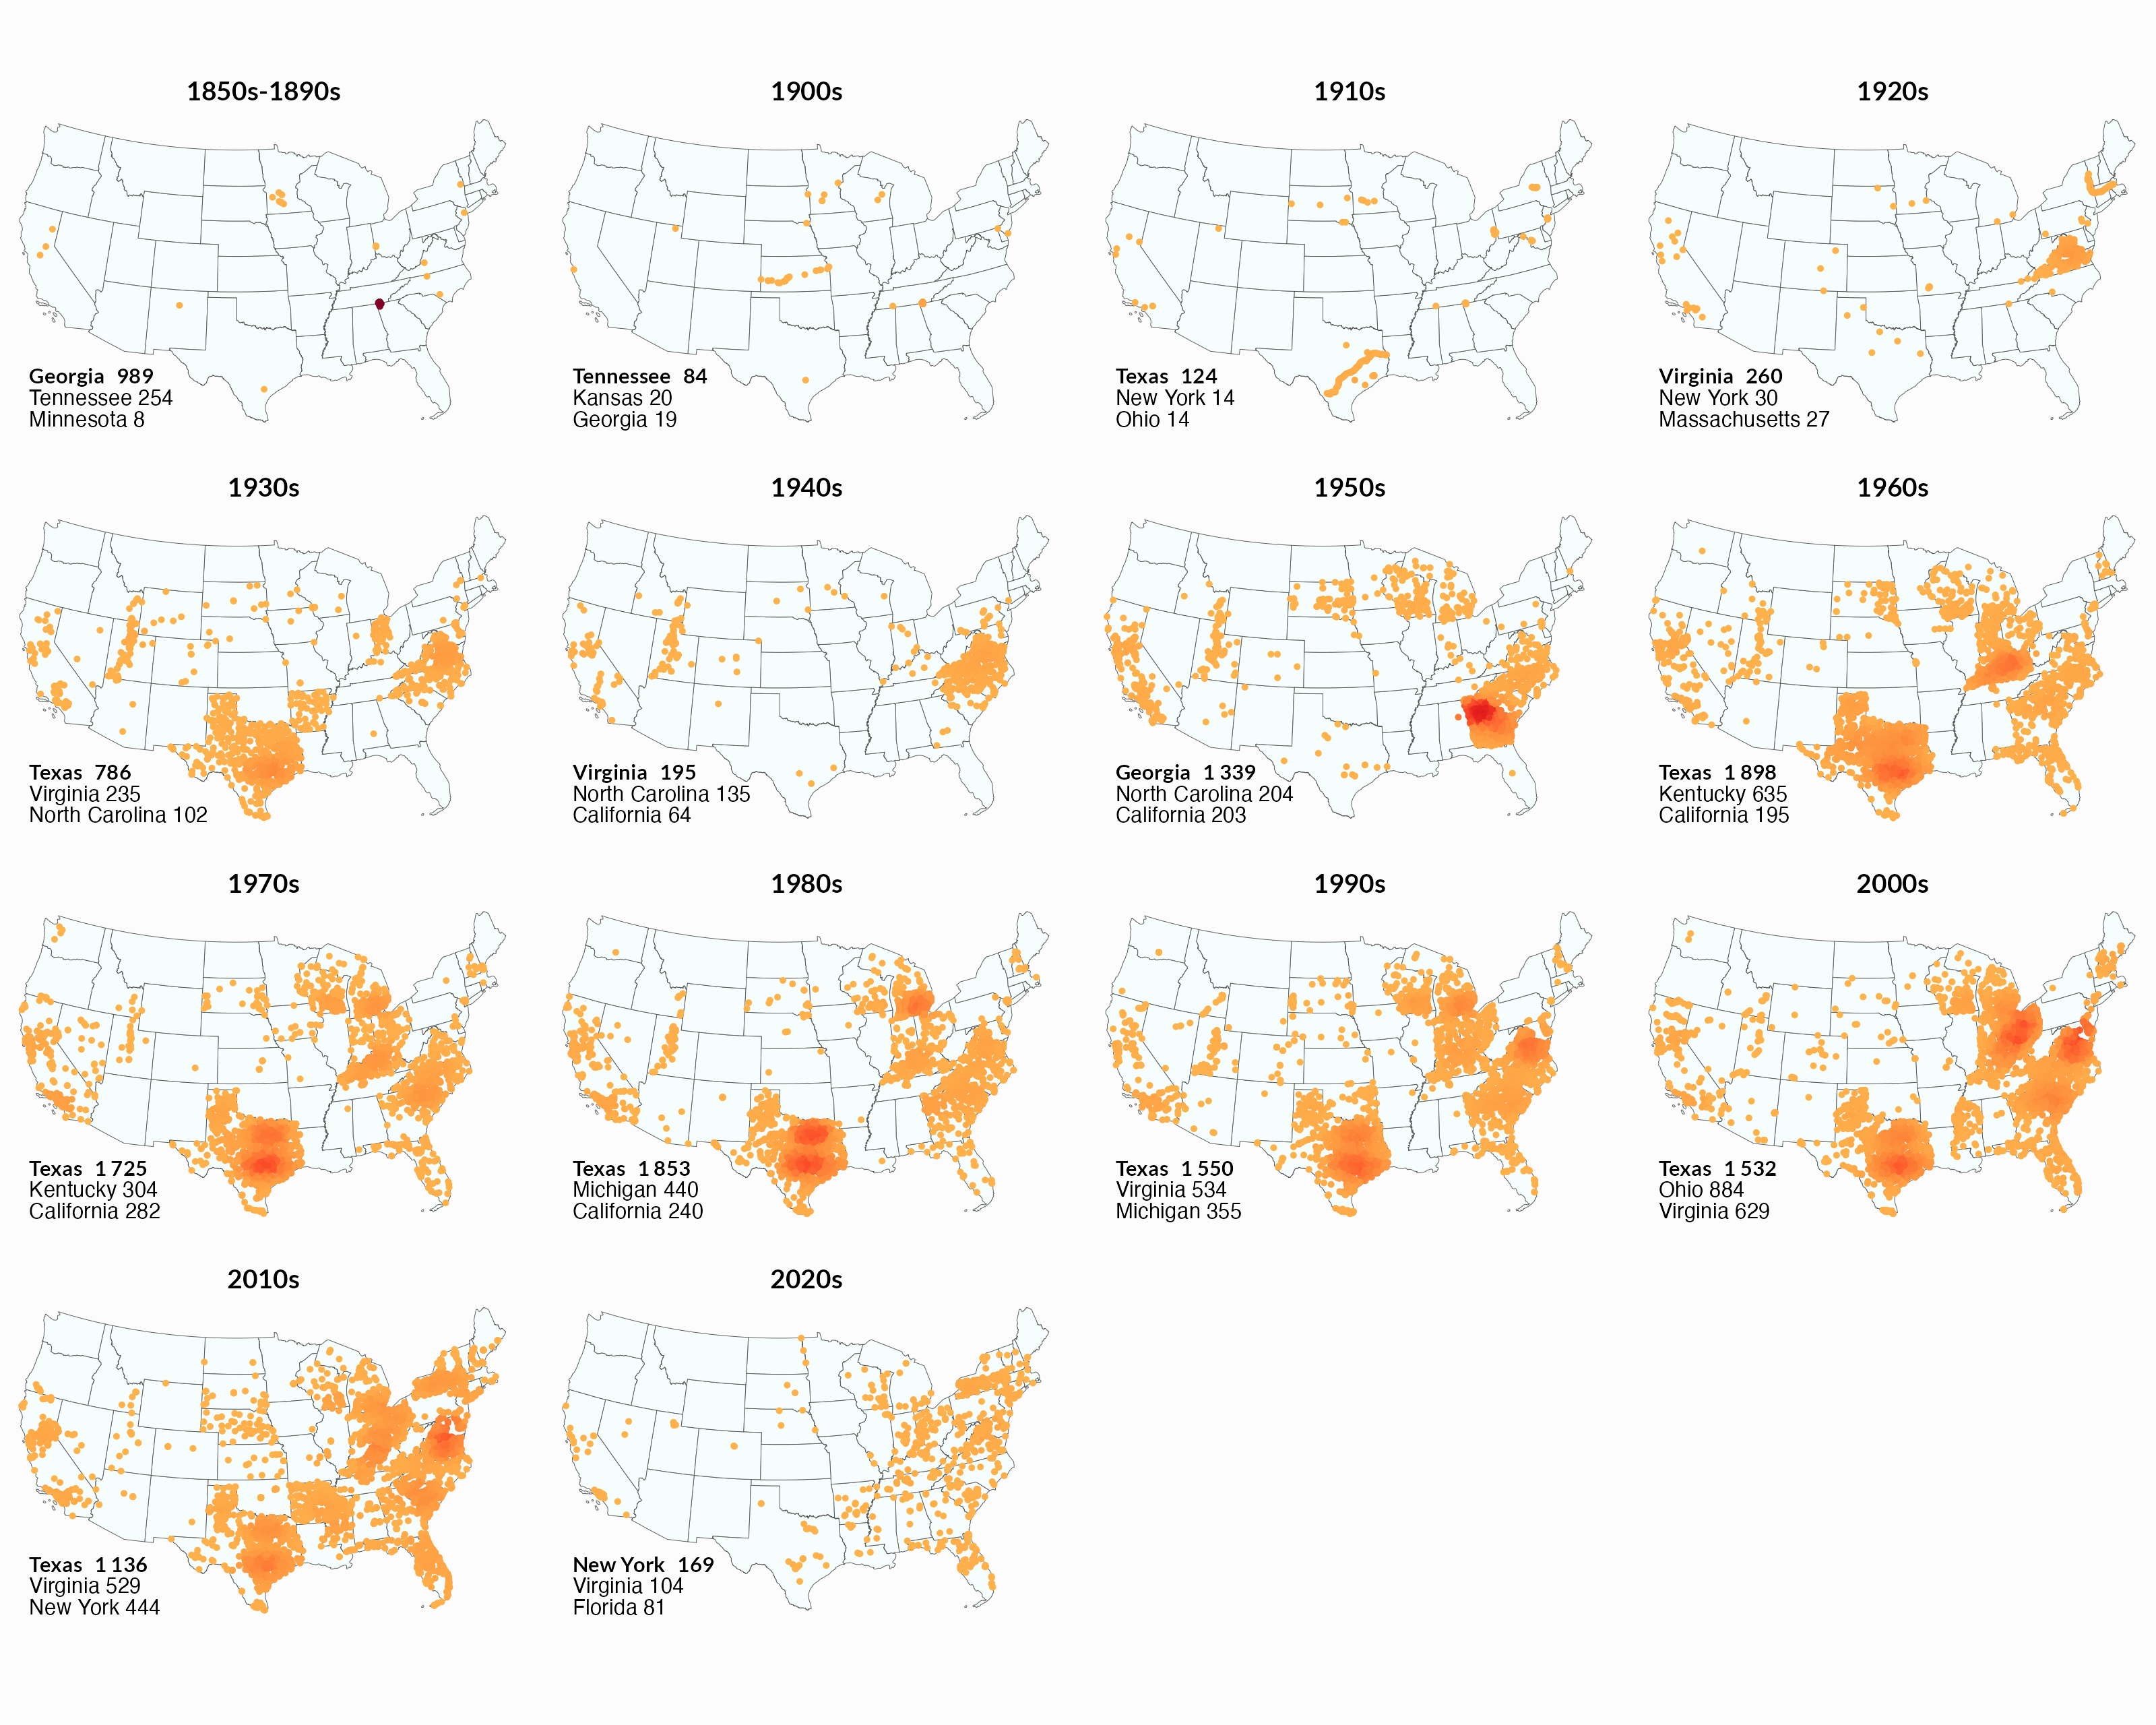 1850s-1890s
Georgia 989
Tennessee 254
Minnesota 8
1900s
Tennessee 84
Kansas 20
Georgia 19
1910s
Texas 124
New York 14
Ohio 14
1920s
Virginia 260
New York 30
Massachusetts 27
1930s
Texas 786
Virginia 235
North Carolina 102
1940s
Virginia 195
North Carolina 135
California 64
1950s
Georgia 1 339
North Carolina 204
California 203
1960s
Texas 1 898
Kentucky 635
California 195
1970s
Texas 1 725
Kentucky 304
California 282
1980s
Texas 1 853
Michigan 440
California 240
1990s
Texas 1 550
Virginia 534
Michigan 355
2000s
Texas 1 532
Ohio 884
Virginia 629
2010s
Texas 1 136
Virginia 529
New York 444
2020s
New York 169
Virginia 104
Florida 81